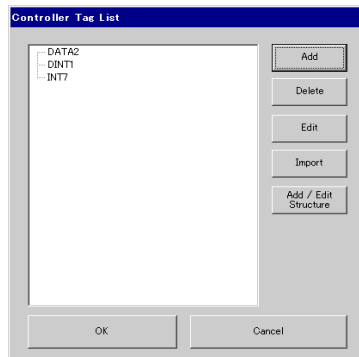 Controller Tag List
DATA2
DINT1
INT7
Add
Delete
Edit
Import
Add / Edit
Structure
OK
Cancel